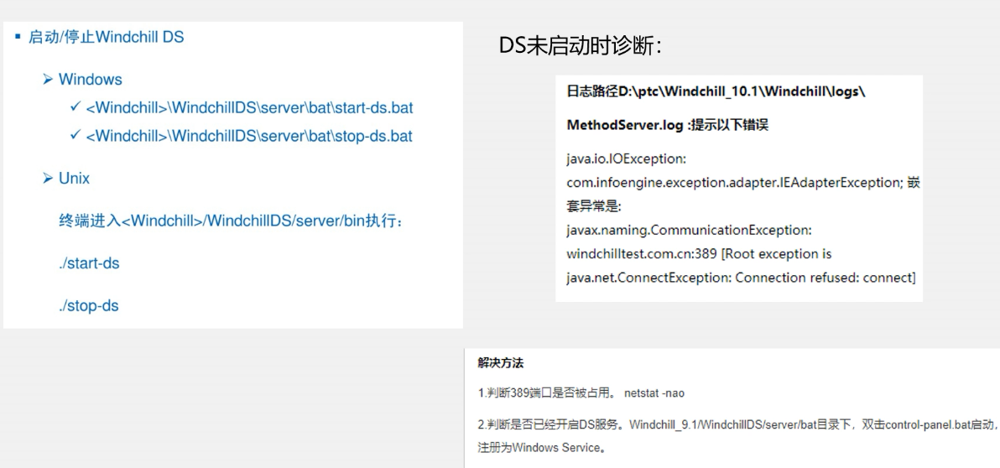 ▪ 启动/停止Windchill DS
➢ Windows
✓ <Windchill>\WindchillDS\server\bat\start-ds.bat
✓ <Windchill>\WindchillDS\server\bat\stop-ds.bat
➢ Unix
终端进入<Windchill>/WindchillDS/server/bin执行：
./start-ds
./stop-ds
DS未启动时诊断：
日志路径D:\ptc\Windchill_10.1\Windchill\logs\
MethodServer.log :提示以下错误
java.io.IOException:
com.infoengine.exception.adapter.IEAdapterException; 嵌
套异常是:
javax.naming.CommunicationException:
windchilltest.com.cn:389 [Root exception is
java.net.ConnectException: Connection refused: connect]
解决方法
1.判断389端口是否被占用。 netstat -nao
2.判断是否已经开启DS服务。Windchill_9.1/WindchillDS/server/bat目录下，双击control-panel.bat启动，
注册为Windows Service。